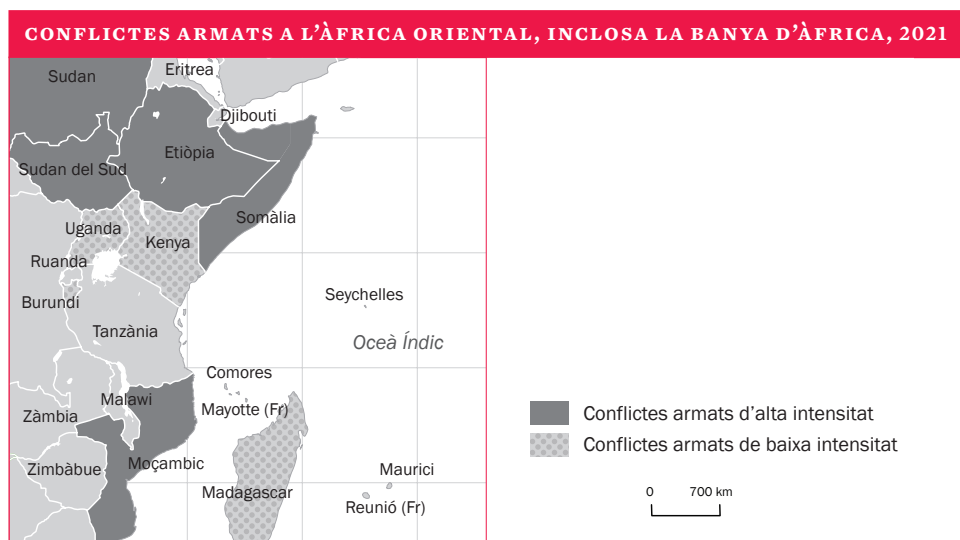 CONFLICTES ARMATS A L'ÀFRICA ORIENTAL, INCLOSA LA BANYA D'ÀFRICA, 2021
Sudan
Eritrea
Djibouti
Etiòpia
Sudan del Sud
Somàlia
Uganda
Kenya
Ruanda
Burundi
Seychelles
Tanzània
Oceà Índic
Comores
Malawi
Mayotte (Fr)
Zàmbia
Moçambic
Zimbàbue
Maurici
Madagascar
Reunió (Fr)
Conflictes armats d'alta intensitat
Conflictes armats de baixa intensitat
0 700 km